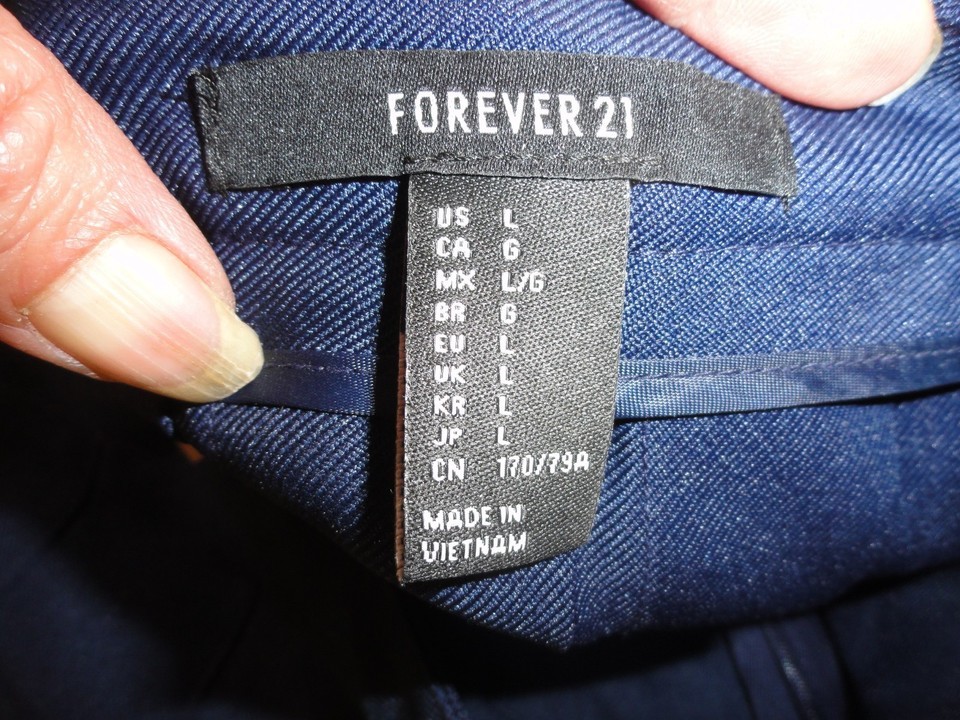 FOREVER 21
US L
CA G
MX L/G
BR G
EU L
UK L
KR L
JP L
CN 170/79A
MADE IN
VIETNAM